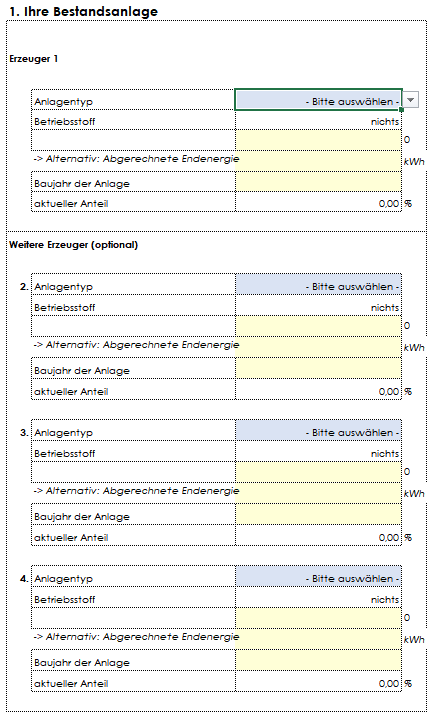 1. Ihre Bestandsanlage
Erzeuger 1
Anlagentyp - Bitte auswählen -
Betriebsstoff nichts
0
-> Alternativ: Abgerechnete Endenergie kWh
Baujahr der Anlage
aktueller Anteil 0,00 %
Weitere Erzeuger (optional)
2. Anlagentyp - Bitte auswählen -
Betriebsstoff nichts
0
-> Alternativ: Abgerechnete Endenergie kWh
Baujahr der Anlage
aktueller Anteil 0,00 %
3. Anlagentyp - Bitte auswählen -
Betriebsstoff nichts
0
-> Alternativ: Abgerechnete Endenergie kWh
Baujahr der Anlage
aktueller Anteil 0,00 %
4. Anlagentyp - Bitte auswählen -
Betriebsstoff nichts
0
-> Alternativ: Abgerechnete Endenergie kWh
Baujahr der Anlage
aktueller Anteil 0,00 %